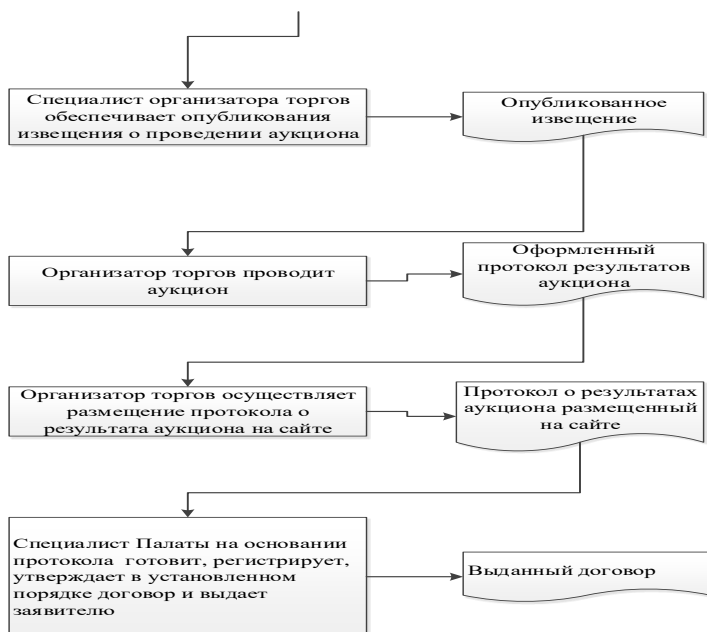 Специалист организатора торгов
обеспечивает опубликования
извещения о проведении аукциона
Опубликованное
извещение
Организатор торгов проводит
аукцион
Оформленный
протокол результатов
аукциона
Организатор торгов осуществляет
размещение протокола о
результата аукциона на сайте
Протокол о результатах
аукциона размещенный
на сайте
Специалист Палаты на основании
протокола готовит, регистрирует,
утверждает в установленном
порядке договор и выдает
заявителю
Выданный договор